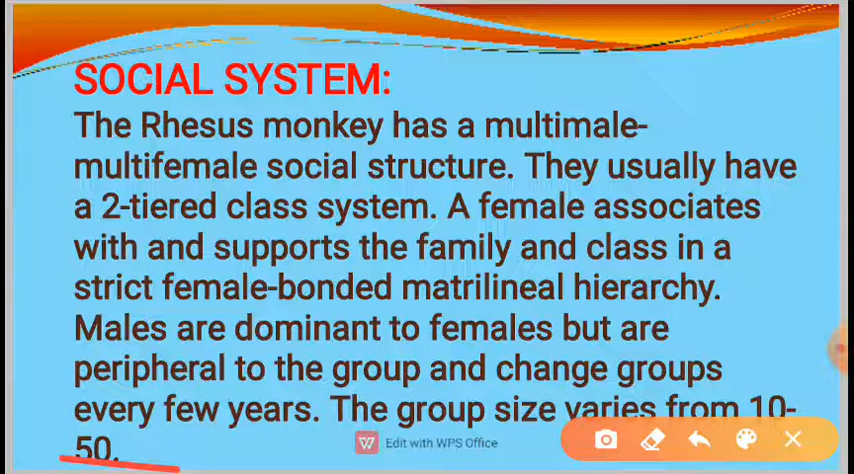 SOCIAL SYSTEM:
The Rhesus monkey has a multimale-
multifemale social structure. They usually have
a 2-tiered class system. A female associates
with and supports the family and class in a
strict female-bonded matrilineal hierarchy.
Males are dominant to females but are
peripheral to the group and change groups
every few years. The group size varies from 10-
50.
Edit with WPS Office